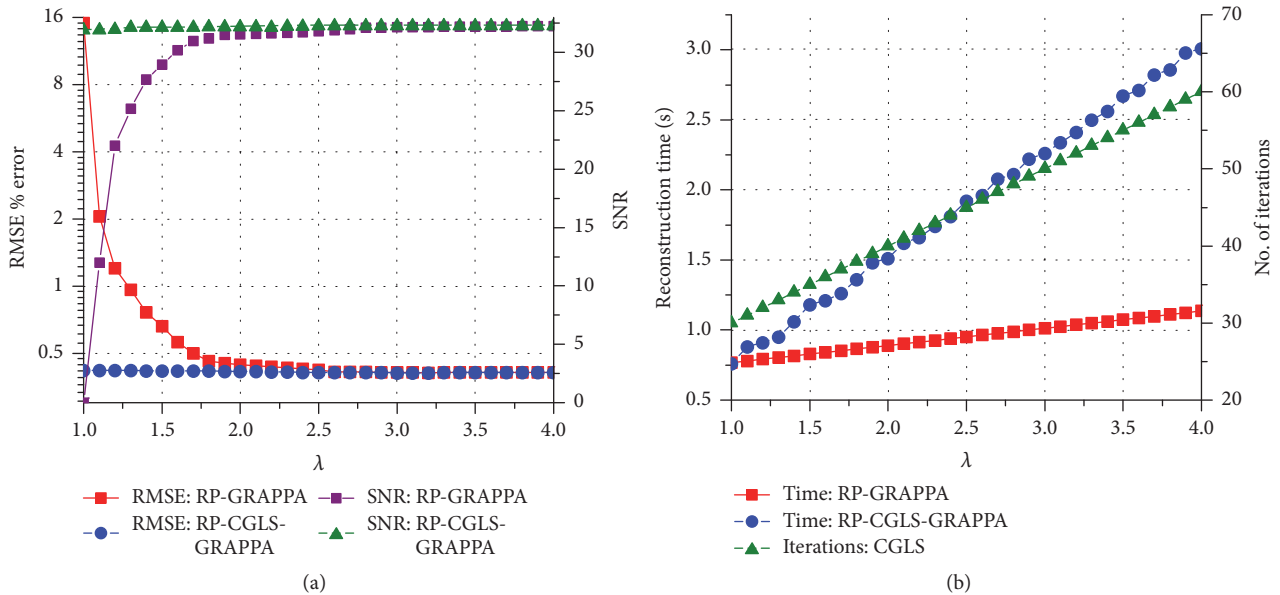 16
8
4
2
1
0.5
RMSE % error
30
25
20
15
10
5
0
SNR
1.0 1.5 2.0 2.5 3.0 3.5 4.0
λ
RMSE: RP-GRAPPA
RMSE: RP-CGLS-
GRAPPA
SNR: RP-GRAPPA
SNR: RP-CGLS-
GRAPPA
(a)
3.0
2.5
2.0
1.5
1.0
0.5
Reconstruction time (s)
70
60
50
40
30
20
No. of iterations
1.0 1.5 2.0 2.5 3.0 3.5 4.0
λ
Time: RP-GRAPPA
Time: RP-CGLS-GRAPPA
Iterations: CGLS
(b)